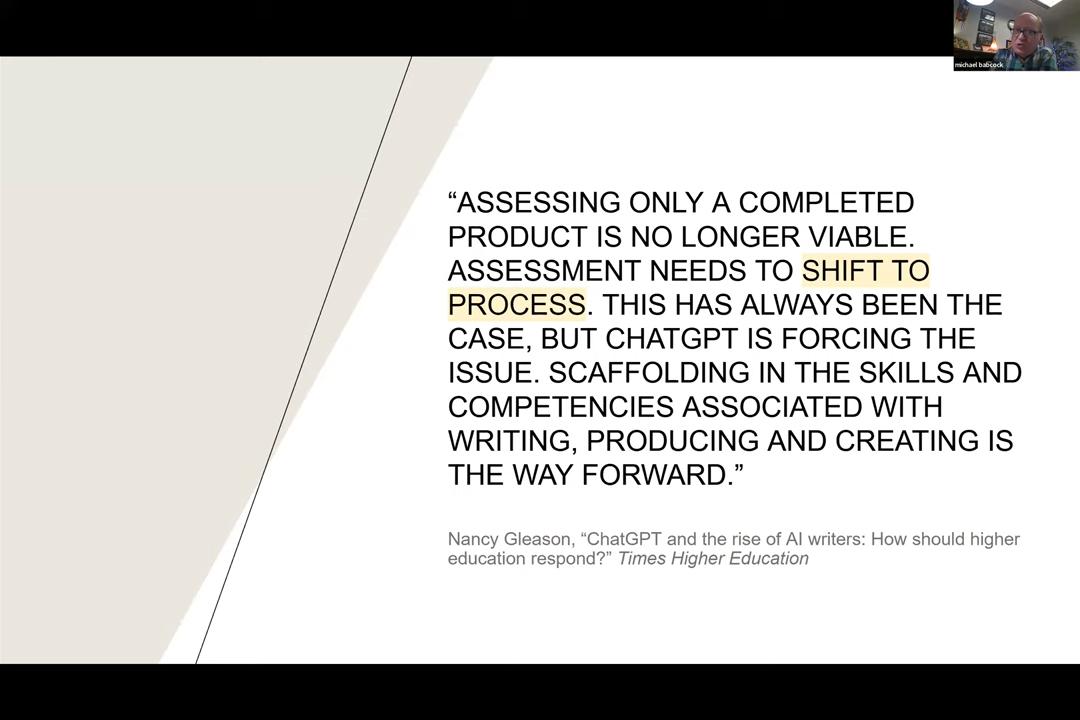 michael babcock
“ASSESSING ONLY A COMPLETED
PRODUCT IS NO LONGER VIABLE.
ASSESSMENT NEEDS TO SHIFT TO
PROCESS. THIS HAS ALWAYS BEEN THE
CASE, BUT CHATGPT IS FORCING THE
ISSUE. SCAFFOLDING IN THE SKILLS AND
COMPETENCIES ASSOCIATED WITH
WRITING, PRODUCING AND CREATING IS
THE WAY FORWARD.”
Nancy Gleason, “ChatGPT and the rise of AI writers: How should higher
education respond?” Times Higher Education